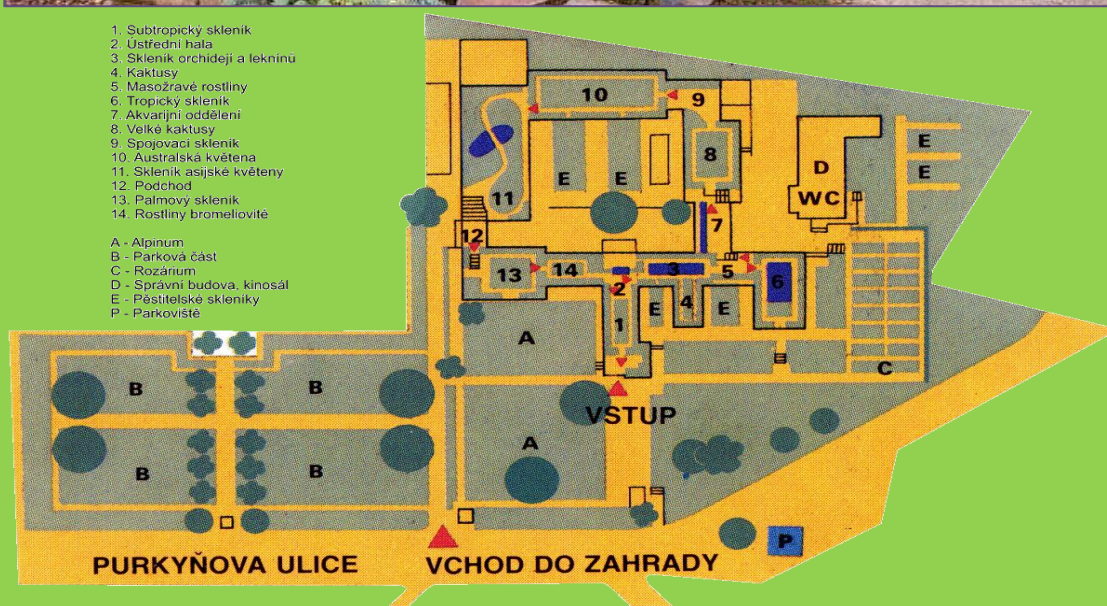 1. Subtropický skleník
2. Ústřední hala
3. Skleník orchidejí a leknínů
4. Kaktusy
5. Masožravé rostliny
6. Tropický skleník
7. Akvarijní oddělení
8. Velké kaktusy
9. Spojovací skleník
10. Australská květena
11. Skleník asijské květeny
12. Podchod
13. Palmový skleník
14. Rostliny bromeliovité
A - Alpinum
B - Parková část
C - Rozárium
D - Správní budova, kinosál
E - Pěstitelské skleníky
P - Parkoviště
10
9
E
8
D
E
11
E
E
WC
12
7
13
14
3
5
6
2
4
E
E
1
A
C
B
B
VSTUP
A
B
B
P
PURKYŇOVA ULICE
VCHOD DO ZAHRADY